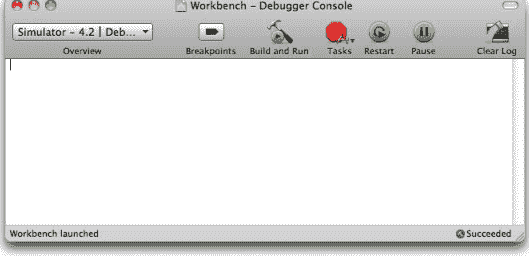 Workbench – Debugger Console
Simulator – 4.2 | Deb...
Overview
Breakpoints
Build and Run
Tasks
Restart
Pause
Clear Log
Workbench launched
Succeeded